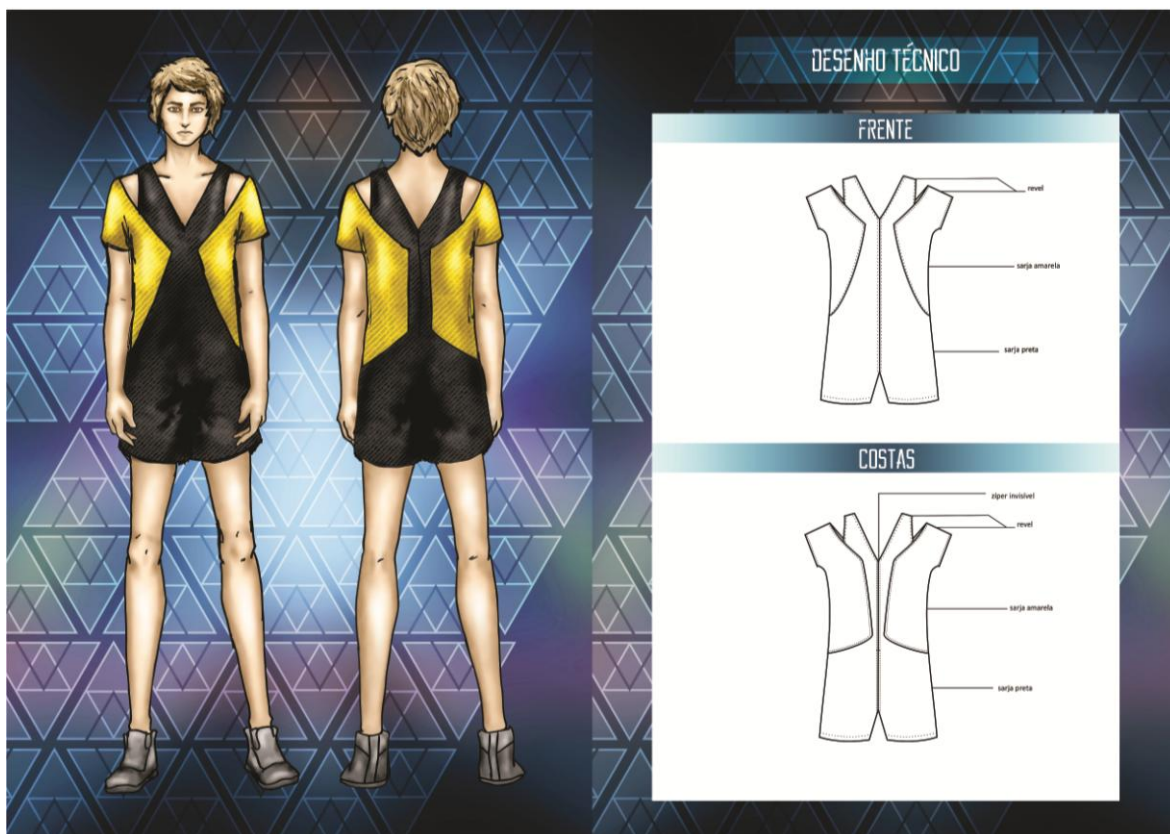 DESENHO TÉCNICO
FRENTE
revel
sarja amarela
sarja preta
COSTAS
zíper invisível
revel
sarja amarela
sarja preta